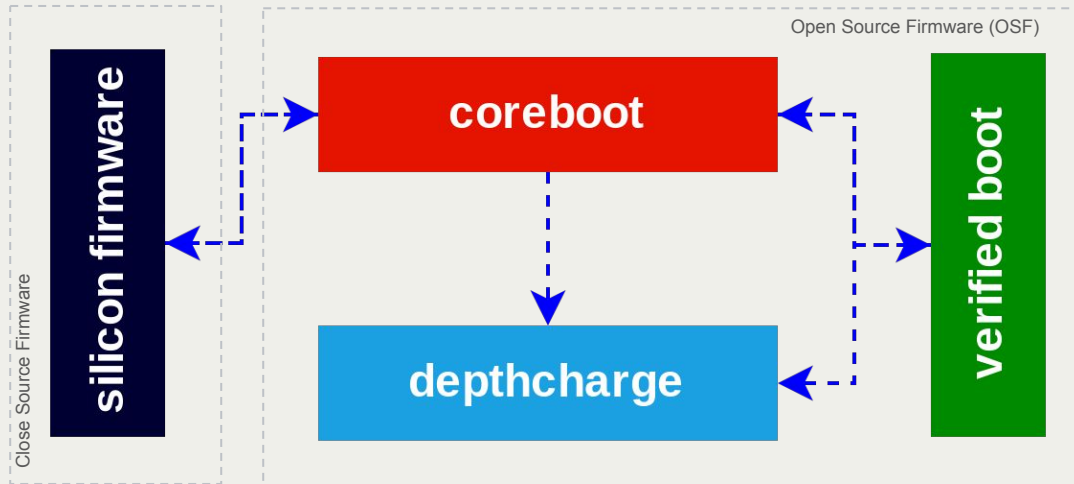 Open Source Firmware (OSF)
silicon firmware
Close Source Firmware
coreboot
depthcharge
verified boot